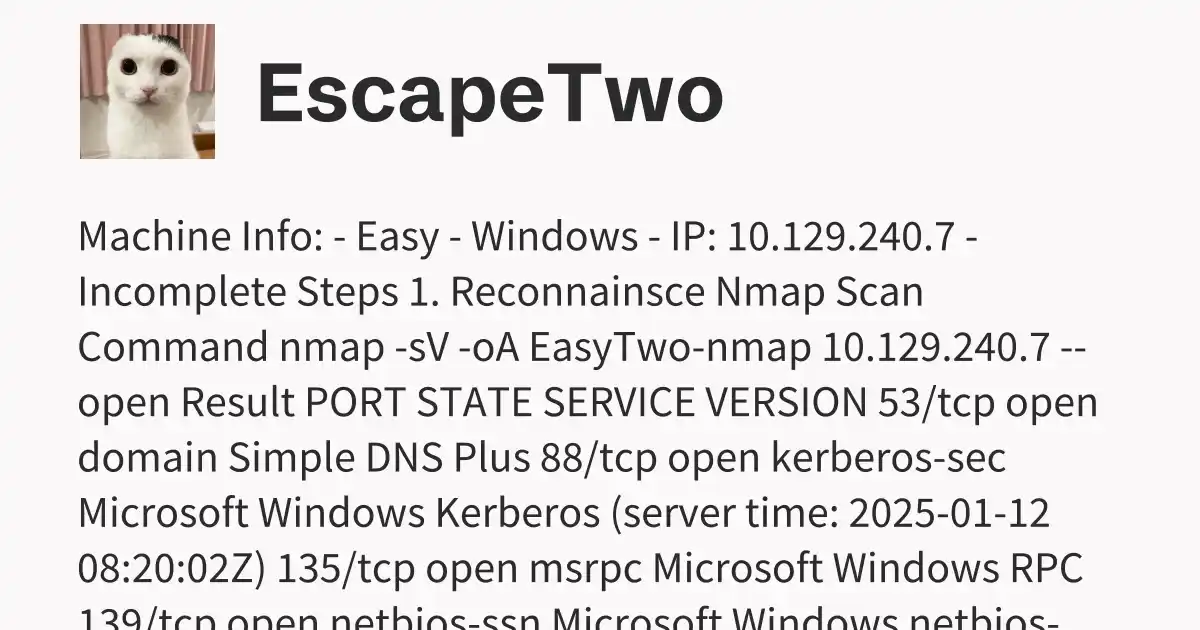 EscapeTwo
Machine Info: - Easy - Windows - IP: 10.129.240.7 -
Incomplete Steps 1. Reconnainsce Nmap Scan
Command nmap -sV -oA EasyTwo-nmap 10.129.240.7 --
open Result PORT STATE SERVICE VERSION 53/tcp open
domain Simple DNS Plus 88/tcp open kerberos-sec
Microsoft Windows Kerberos (server time: 2025-01-12
08:20:02Z) 135/tcp open msrpc Microsoft Windows RPC
139/tcp open netbios-ssn Microsoft Windows netbios-